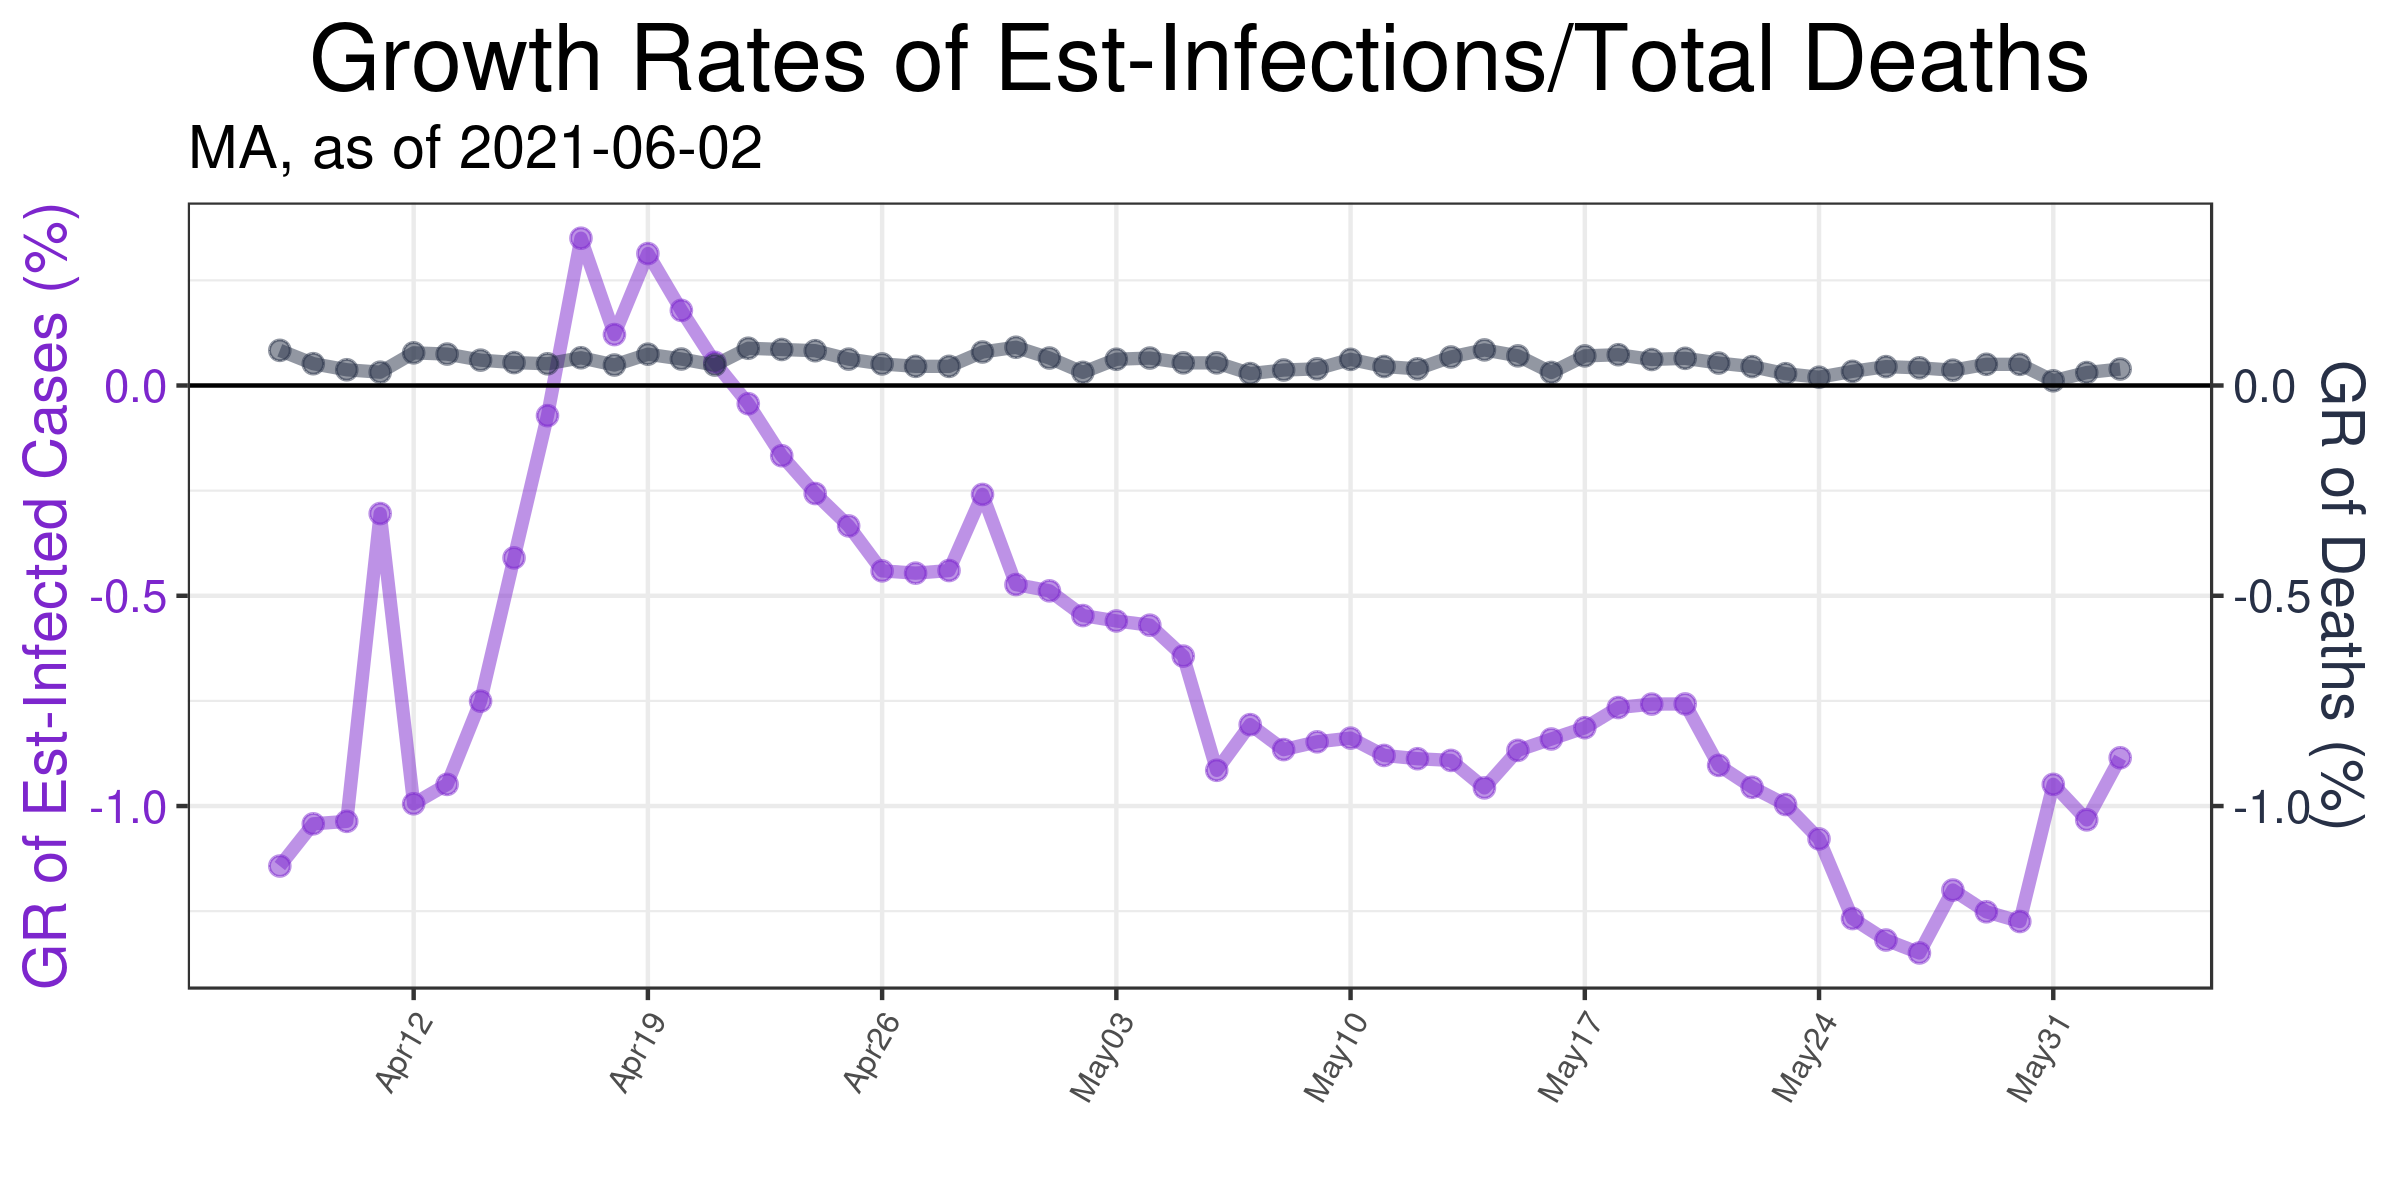 Growth Rates of Est-Infections/Total Deaths
MA, as of 2021-06-02
GR of Est-Infected Cases (%)
0.0
-0.5
-1.0
0.0
-0.5
-1.0
GR of Deaths (%)
Apr12
Apr19
Apr26
May03
May10
May17
May24
May31